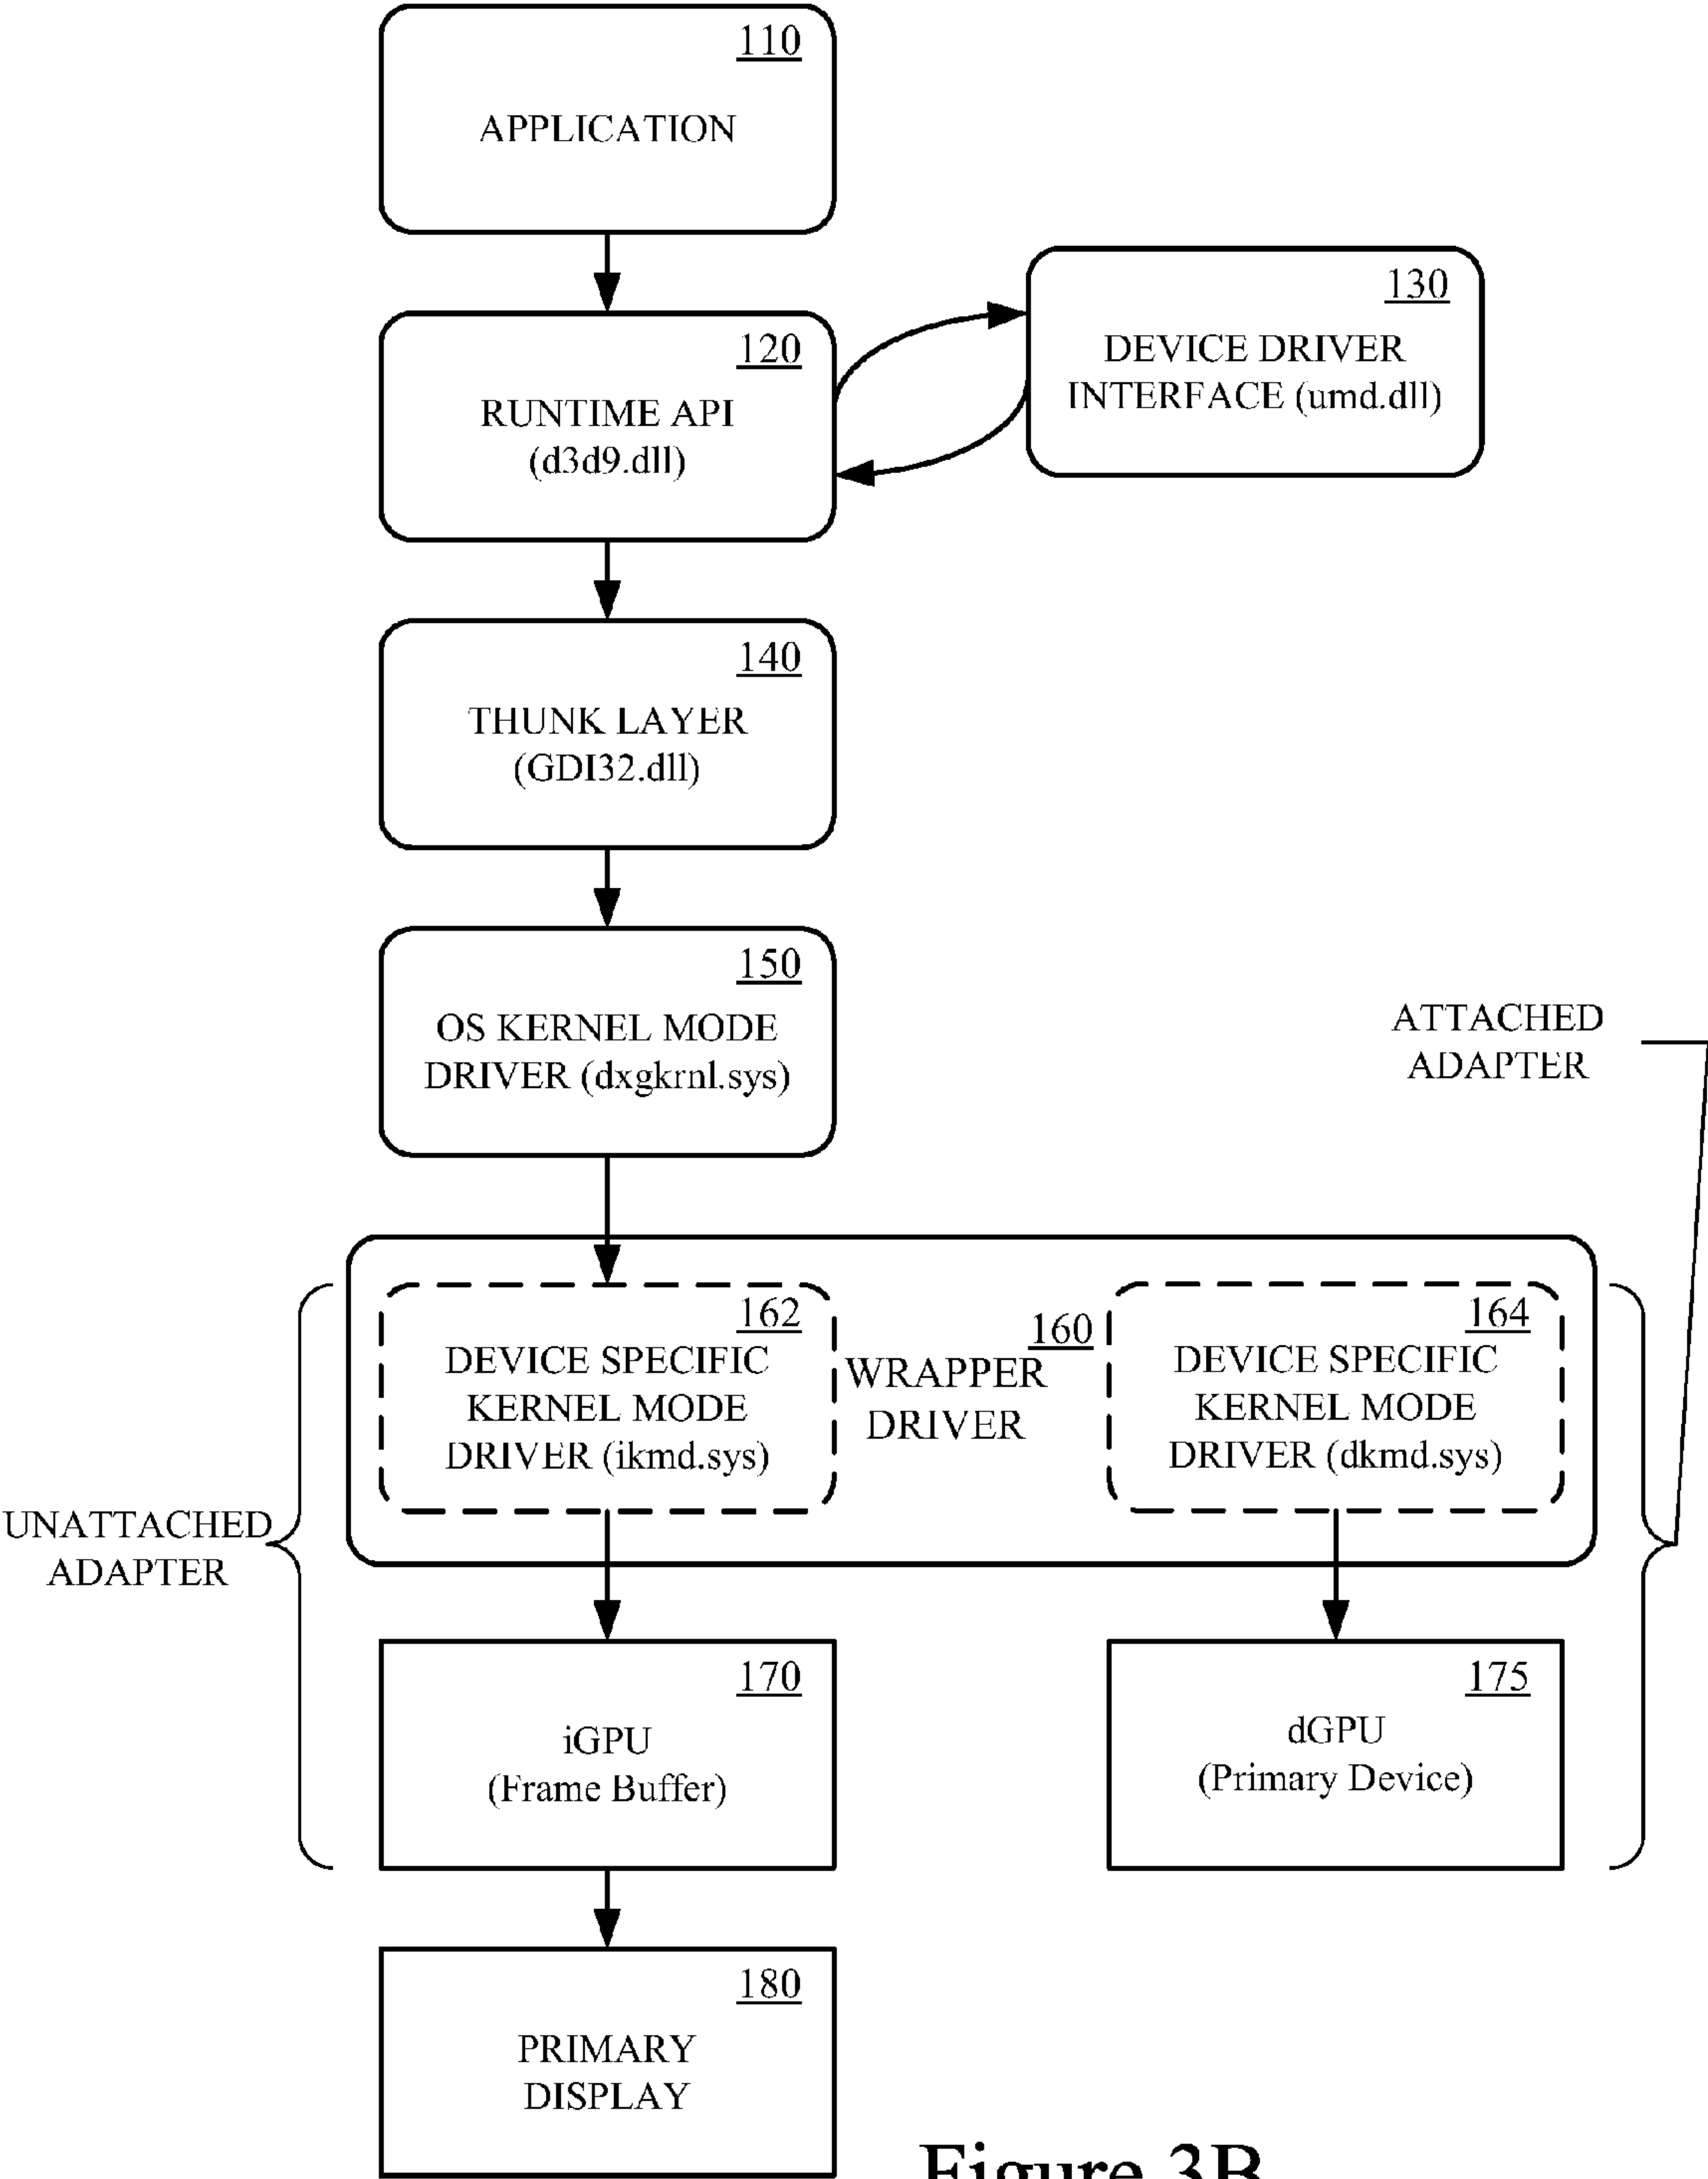 110
APPLICATION
120
RUNTIME API
(d3d9.dll)
130
DEVICE DRIVER
INTERFACE (umd.dll)
140
THUNK LAYER
(GDI32.dll)
150
OS KERNEL MODE
DRIVER (dxgkrnl.sys)
ATTACHED
ADAPTER
162
DEVICE SPECIFIC
KERNEL MODE
DRIVER (ikmd.sys)
160
WRAPPER
DRIVER
164
DEVICE SPECIFIC
KERNEL MODE
DRIVER (dkmd.sys)
UNATTACHED
ADAPTER
170
iGPU
(Frame Buffer)
175
dGPU
(Primary Device)
180
PRIMARY
DISPLAY
Figure 3B